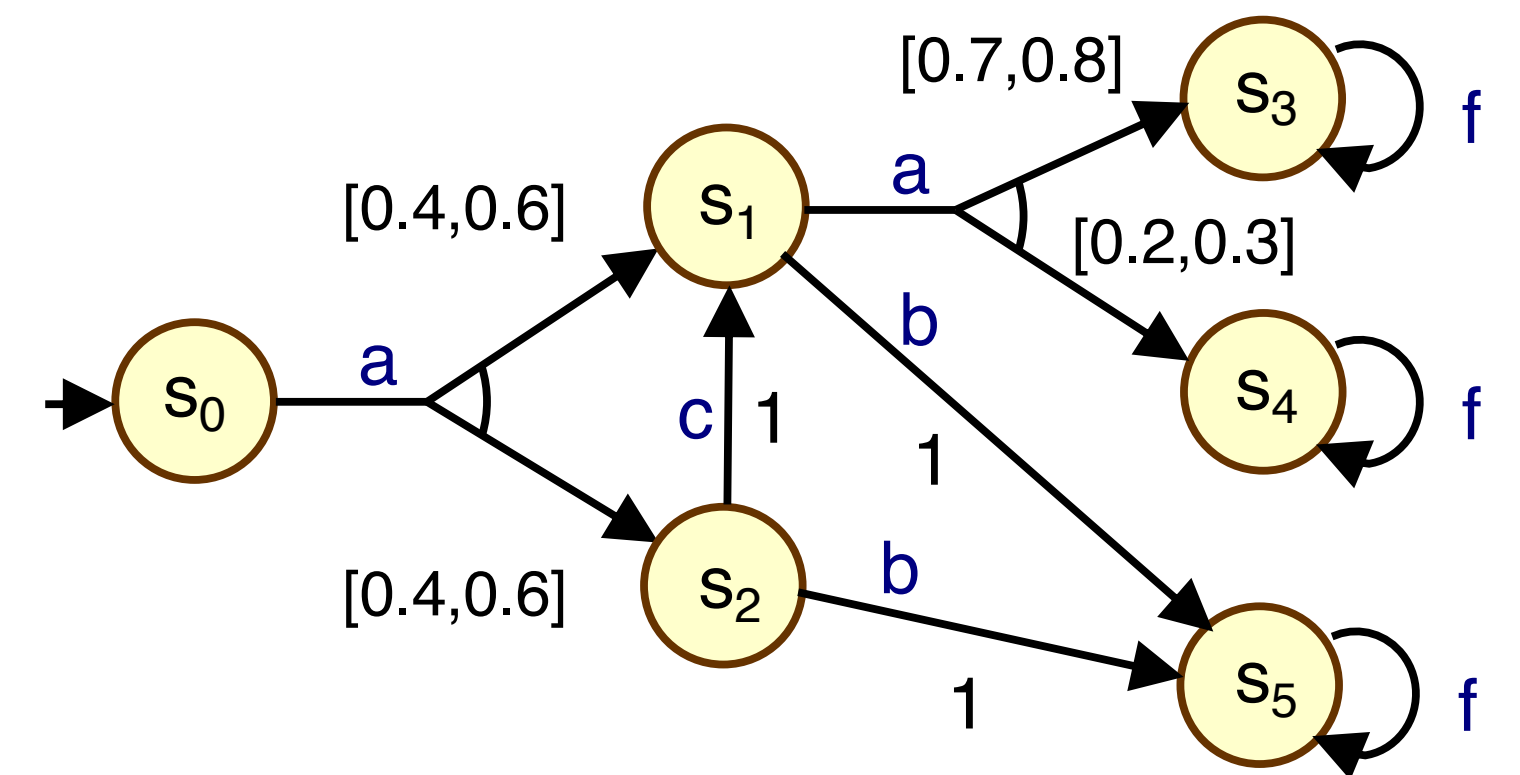 [0.7,0.8]
s3
f
[0.4,0.6]
s1
a
[0.2,0.3]
b
s0
a
c
1
s4
f
1
[0.4,0.6]
s2
b
1
s5
f